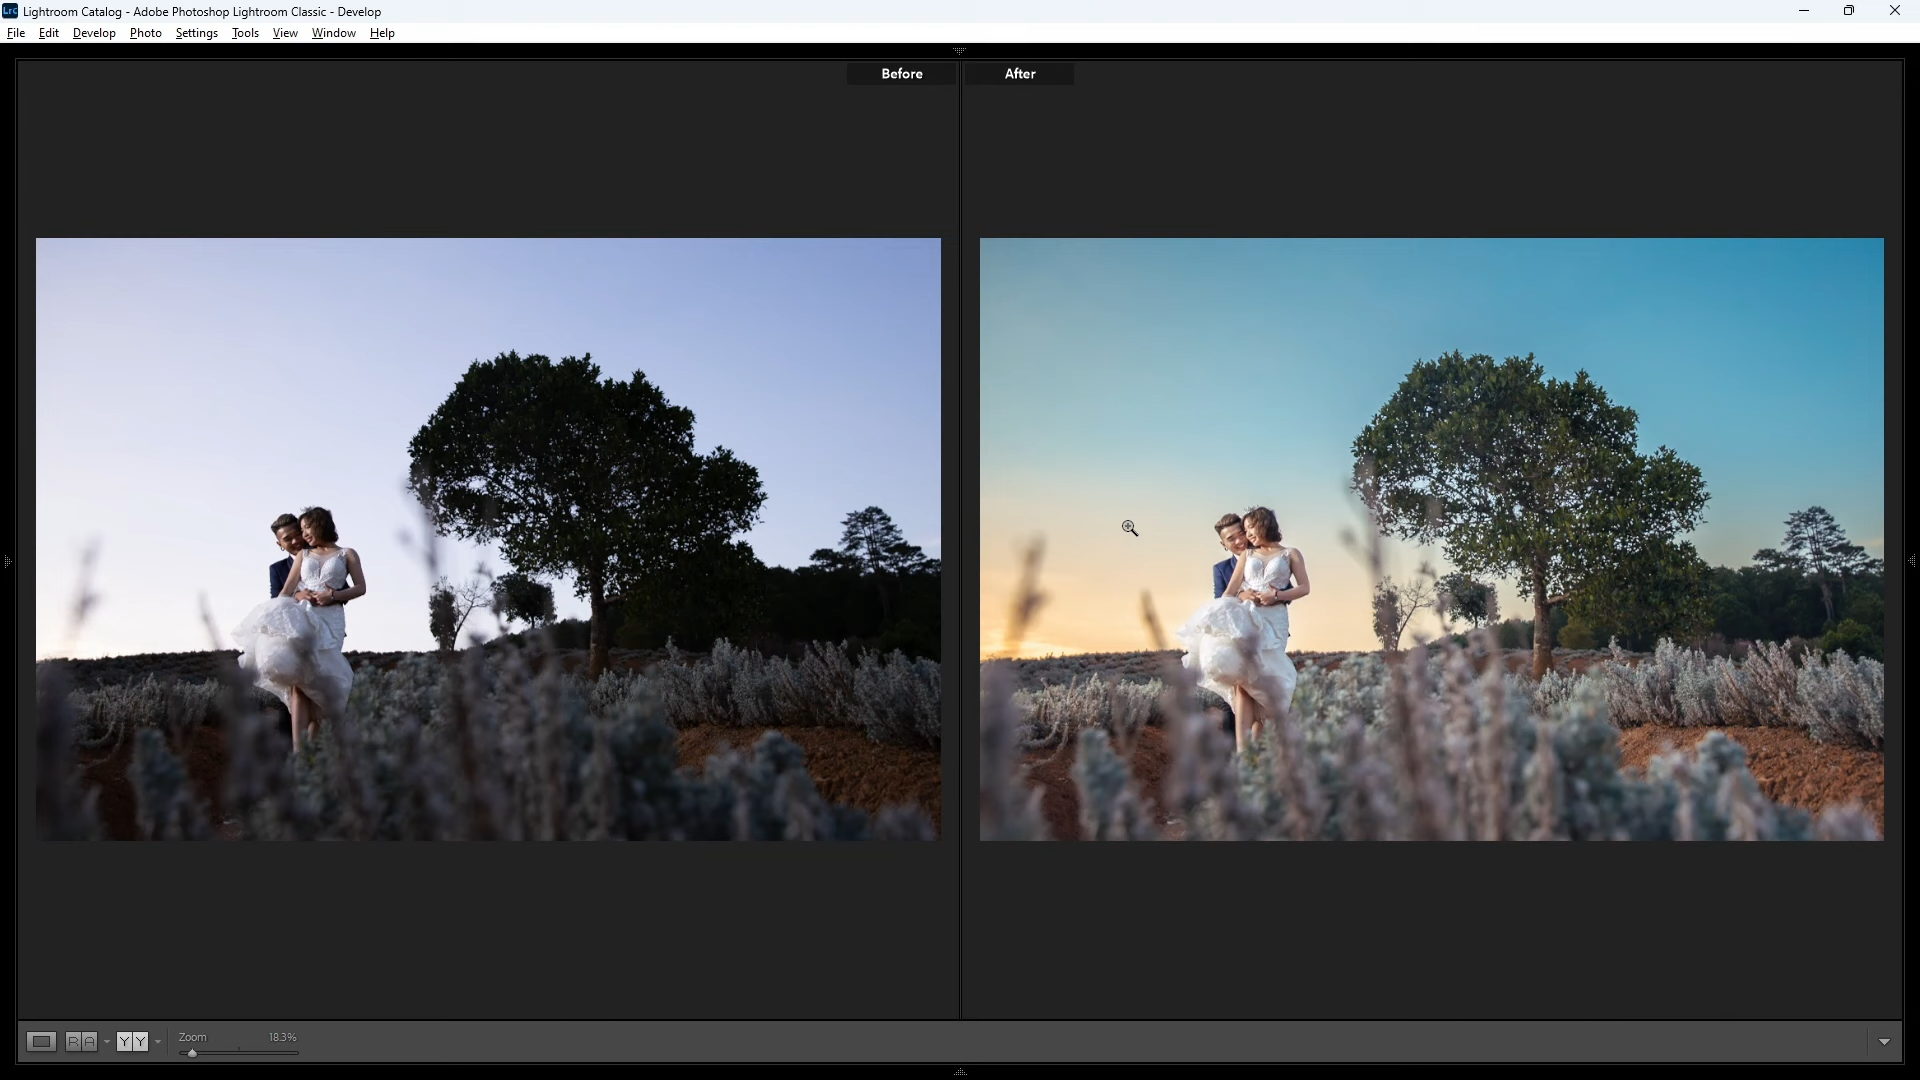 Lrc Lightroom Catalog - Adobe Photoshop Lightroom Classic - Develop
File Edit Develop Photo Settings Tools View Window Help
Before After
R A Y Y Zoom 18.3%